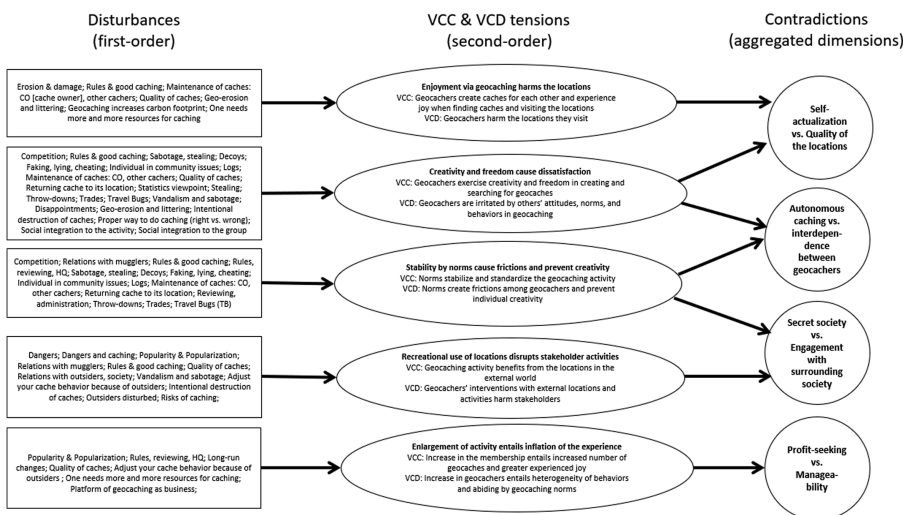 Disturbances
(first-order)
VCC & VCD tensions
(second-order)
Contradictions
(aggregated dimensions)
Erosion & damage; Rules & good caching; Maintenance of caches:
CO [cache owner], other cachers; Quality of caches; Geo-erosion
and littering; Geocaching increases carbon footprint; One needs
more and more resources for caching
Enjoyment via geocaching harms the locations
VCC: Geocachers create caches for each other and experience
joy when finding caches and visiting the locations
VCD: Geocachers harm the locations they visit
Self-
actualization
vs. Quality of
the locations
Competition; Rules & good caching; Sabotage, stealing; Decoys;
Faking, lying, cheating; Individual in community issues; Logs;
Maintenance of caches: CO, other cachers; Quality of caches;
Returning cache to its location; Statistics viewpoint; Stealing;
Throw-downs; Trades; Travel Bugs; Vandalism and sabotage;
Disappointments; Geo-erosion and littering; Intentional
destruction of caches; Proper way to do caching (right vs. wrong);
Social integration to the activity; Social integration to the group
Creativity and freedom cause dissatisfaction
VCC: Geocachers exercise creativity and freedom in creating and
searching for geocaches
VCD: Geocachers are irritated by others' attitudes, norms, and
behaviors in geocaching
Autonomous
caching vs.
interdepen-
dence
between
geocachers
Competition; Relations with mugglers; Rules & good caching; Rules,
reviewing, HQ; Sabotage, stealing; Decoys; Faking, lying, cheating;
Individual in community issues; Logs; Maintenance of caches: CO,
other cachers; Returning cache to its location; Reviewing,
administration; Throw-downs; Trades; Travel Bugs (TB)
Stability by norms cause frictions and prevent creativity
VCC: Norms stabilize and standardize the geocaching activity
VCD: Norms create frictions among geocachers and prevent
individual creativity
Secret society
vs.
Engagement
with
surrounding
society
Dangers; Dangers and caching; Popularity & Popularization;
Relations with mugglers; Rules & good caching; Quality of caches;
Relations with outsiders, society; Vandalism and sabotage; Adjust
your cache behavior because of outsiders; Intentional destruction
of caches; Outsiders disturbed; Risks of caching;
Recreational use of locations disrupts stakeholder activities
VCC: Geocaching activity benefits from the locations in the
external world
VCD: Geocachers' interventions with external locations and
activities harm stakeholders
Popularity & Popularization; Rules, reviewing, HQ; Long-run
changes; Quality of caches; Adjust your cache behavior because of
outsiders ; One needs more and more resources for caching;
Platform of geocaching as business;
Enlargement of activity entails inflation of the experience
VCC: Increase in the membership entails increased number of
geocaches and greater experienced joy
VCD: Increase in geocachers entails heterogeneity of behaviors
and abiding by geocaching norms
Profit-seeking
vs.
Managea-
bility